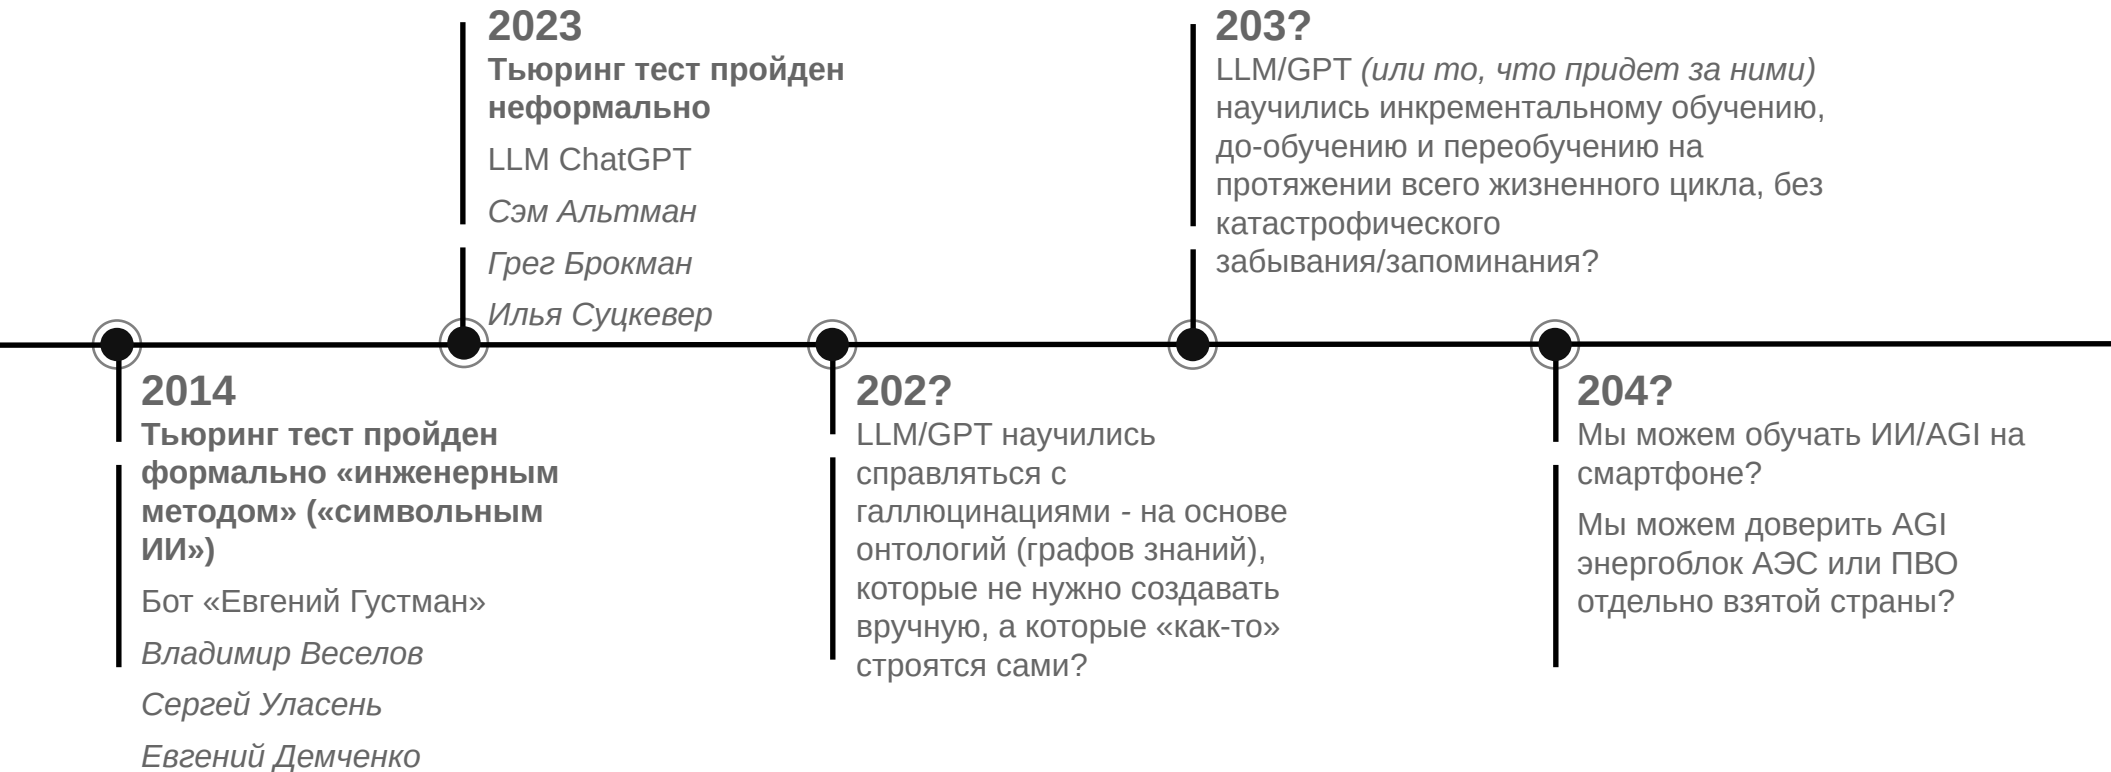 2023
Тьюринг тест пройден
неформально
LLM ChatGPT
Сэм Альтман
Грег Брокман
Илья Суцкевер
203?
LLM/GPT (или то, что придет за ними)
научились инкрементальному обучению,
до-обучению и переобучению на
протяжении всего жизненного цикла, без
катастрофического
забывания/запоминания?
2014
Тьюринг тест пройден
формально «инженерным
методом» («символьным
ИИ»)
Бот «Евгений Густман»
Владимир Веселов
Сергей Уласень
Евгений Демченко
202?
LLM/GPT научились
справляться с
галлюцинациями - на основе
онтологий (графов знаний),
которые не нужно создавать
вручную, а которые «как-то»
строятся сами?
204?
Мы можем обучать ИИ/AGI на
смартфоне?
Мы можем доверить AGI
энергоблок АЭС или ПВО
отдельно взятой страны?